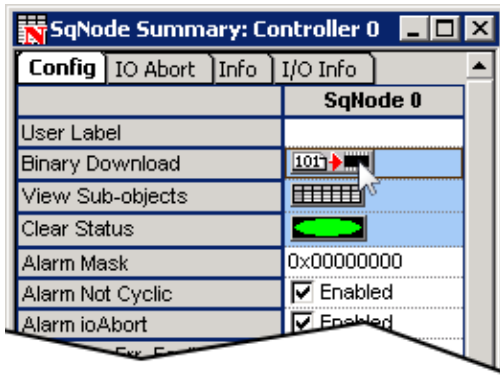 SqNode Summary: Controller 0
Config IO Abort Info I/O Info
SqNode 0
User Label
Binary Download 101
View Sub-objects
Clear Status
Alarm Mask 0x00000000
Alarm Not Cyclic Enabled
Alarm ioAbort Enabled